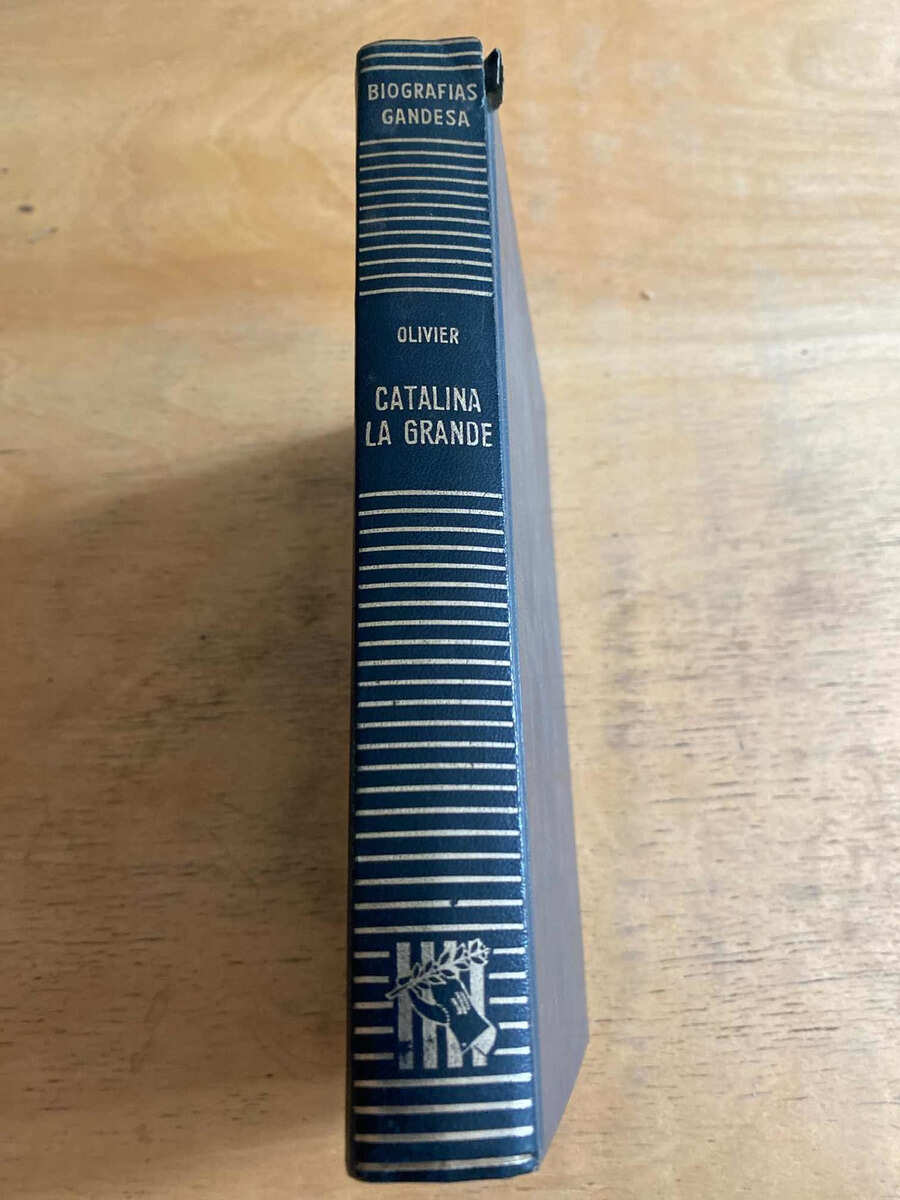 BIOGRAFIAS
GANDESA
OLIVIER
CATALINA
LA GRANDE